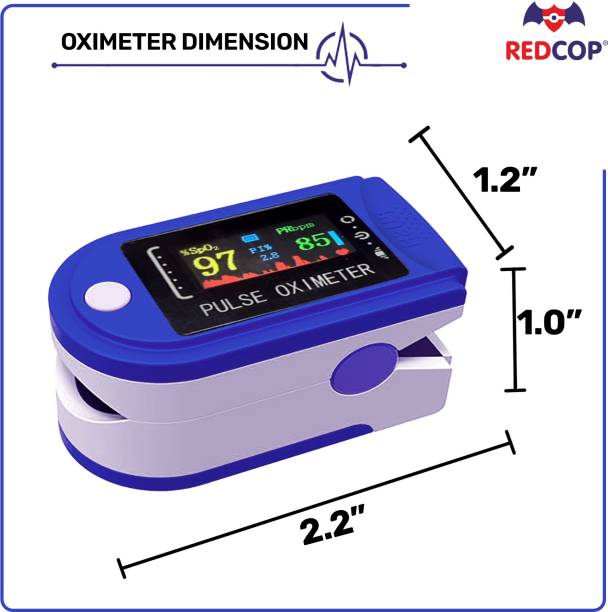 OXIMETER DIMENSION
REDCOP®
1.2”
%SpO₂
PI%
PRbpm
97
2.8
85
PULSE OXIMETER
1.0”
2.2”